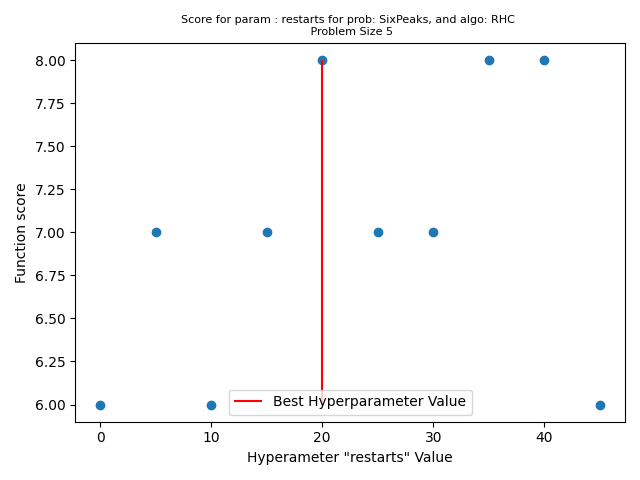 Score for param : restarts for prob: SixPeaks, and algo: RHC
Problem Size 5
8.00
7.75
7.50
7.25
7.00
6.75
6.50
6.25
6.00
Function score
Best Hyperparameter Value
0 10 20 30 40
Hyperameter "restarts" Value